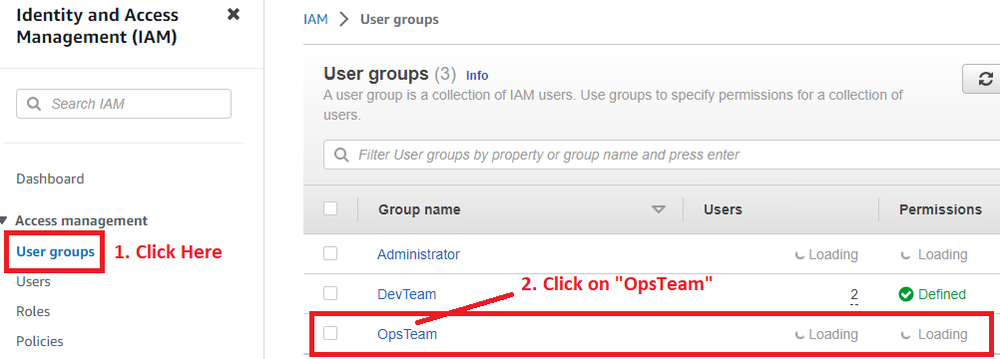 Identity and Access
Management (IAM)
Search IAM
Dashboard
Access management
User groups
1. Click Here
Users
Roles
Policies
IAM > User groups
User groups (3) Info
A user group is a collection of IAM users. Use groups to specify permissions for a collection of
users.
Filter User groups by property or group name and press enter
Group name Users Permissions
Administrator Loading Loading
2. Click on "OpsTeam"
DevTeam 2 Defined
OpsTeam Loading Loading